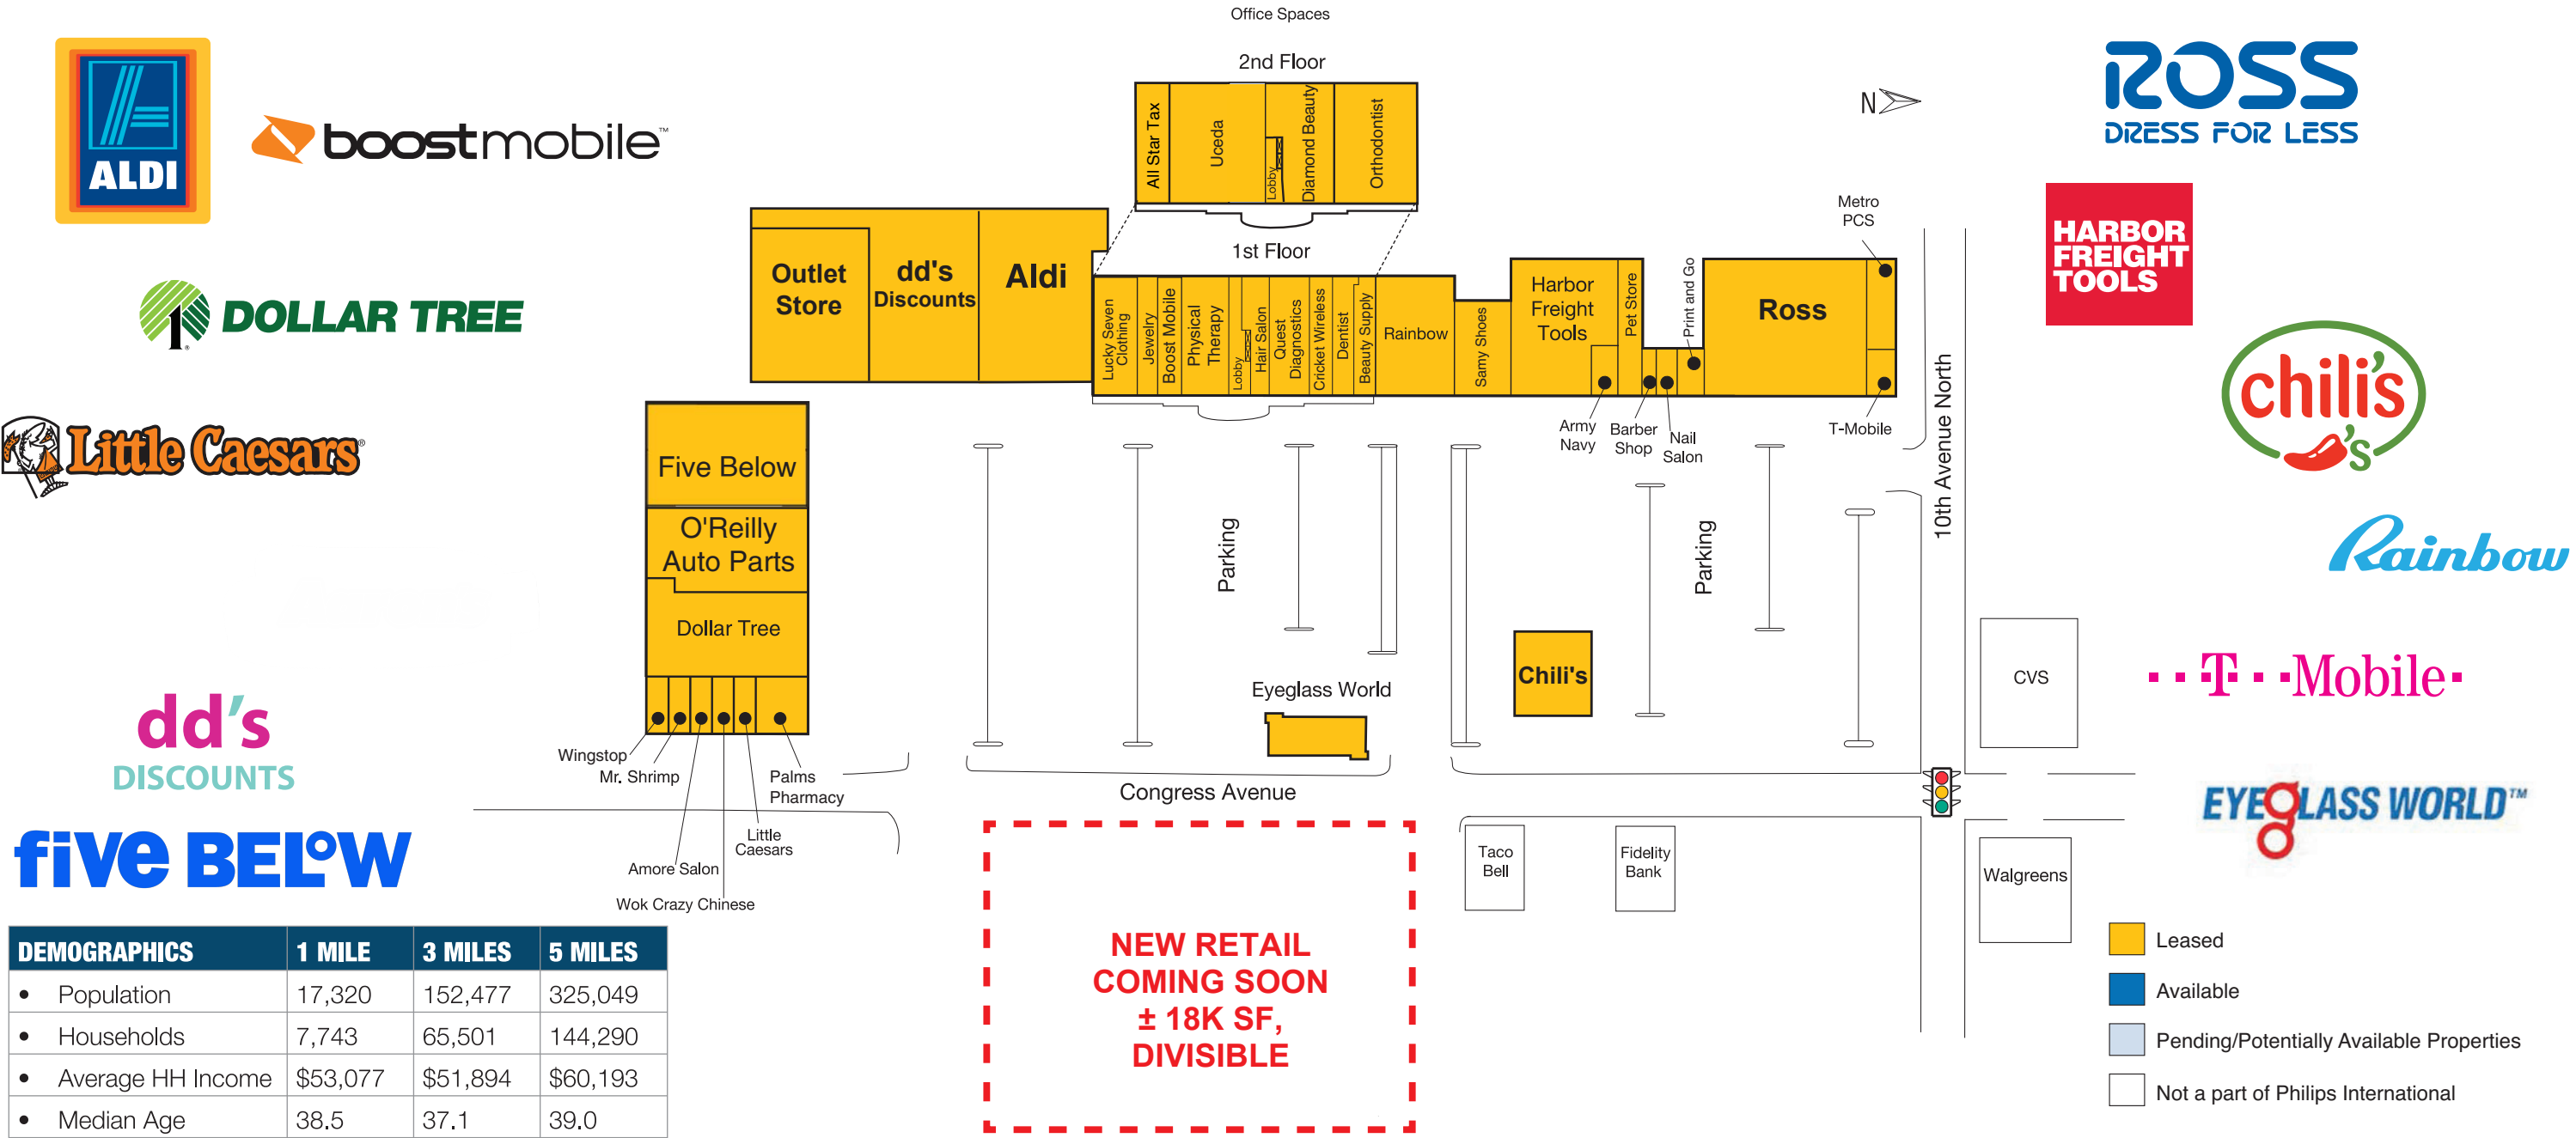 Office Spaces
2nd Floor
All Star Tax
Uceda
Lobby
Diamond Beauty
Orthodontist
1st Floor
N
ALDI
boostmobile™
DOLLAR TREE
1
Little Caesars®
dd's
DISCOUNTS
five BELOW
ROSS
DRESS FOR LESS
HARBOR
FREIGHT
TOOLS
chili's
's
Rainbow
T Mobile
EYEGLASS WORLD™
Outlet
Store
dd's
Discounts
Aldi
Lucky Seven
Clothing
Jewelry
Boost Mobile
Physical
Therapy
Lobby
Hair Salon
Quest
Diagnostics
Cricket Wireless
Dentist
Beauty Supply
Rainbow
Samy Shoes
Harbor
Freight
Tools
Pet Store
Print and Go
Ross
Metro
PCS
Army
Navy
Barber
Shop
Nail
Salon
T-Mobile
10th Avenue North
Five Below
O'Reilly
Auto Parts
Dollar Tree
Wingstop
Mr. Shrimp
Amore Salon
Wok Crazy Chinese
Little
Caesars
Palms
Pharmacy
Parking
Parking
Eyeglass World
Chili's
Congress Avenue
CVS
Walgreens
Taco
Bell
Fidelity
Bank
NEW RETAIL
COMING SOON
± 18K SF,
DIVISIBLE
DEMOGRAPHICS 1 MILE 3 MILES 5 MILES
• Population 17,320 152,477 325,049
• Households 7,743 65,501 144,290
• Average HH Income $53,077 $51,894 $60,193
• Median Age 38.5 37.1 39.0
Leased
Available
Pending/Potentially Available Properties
Not a part of Philips International